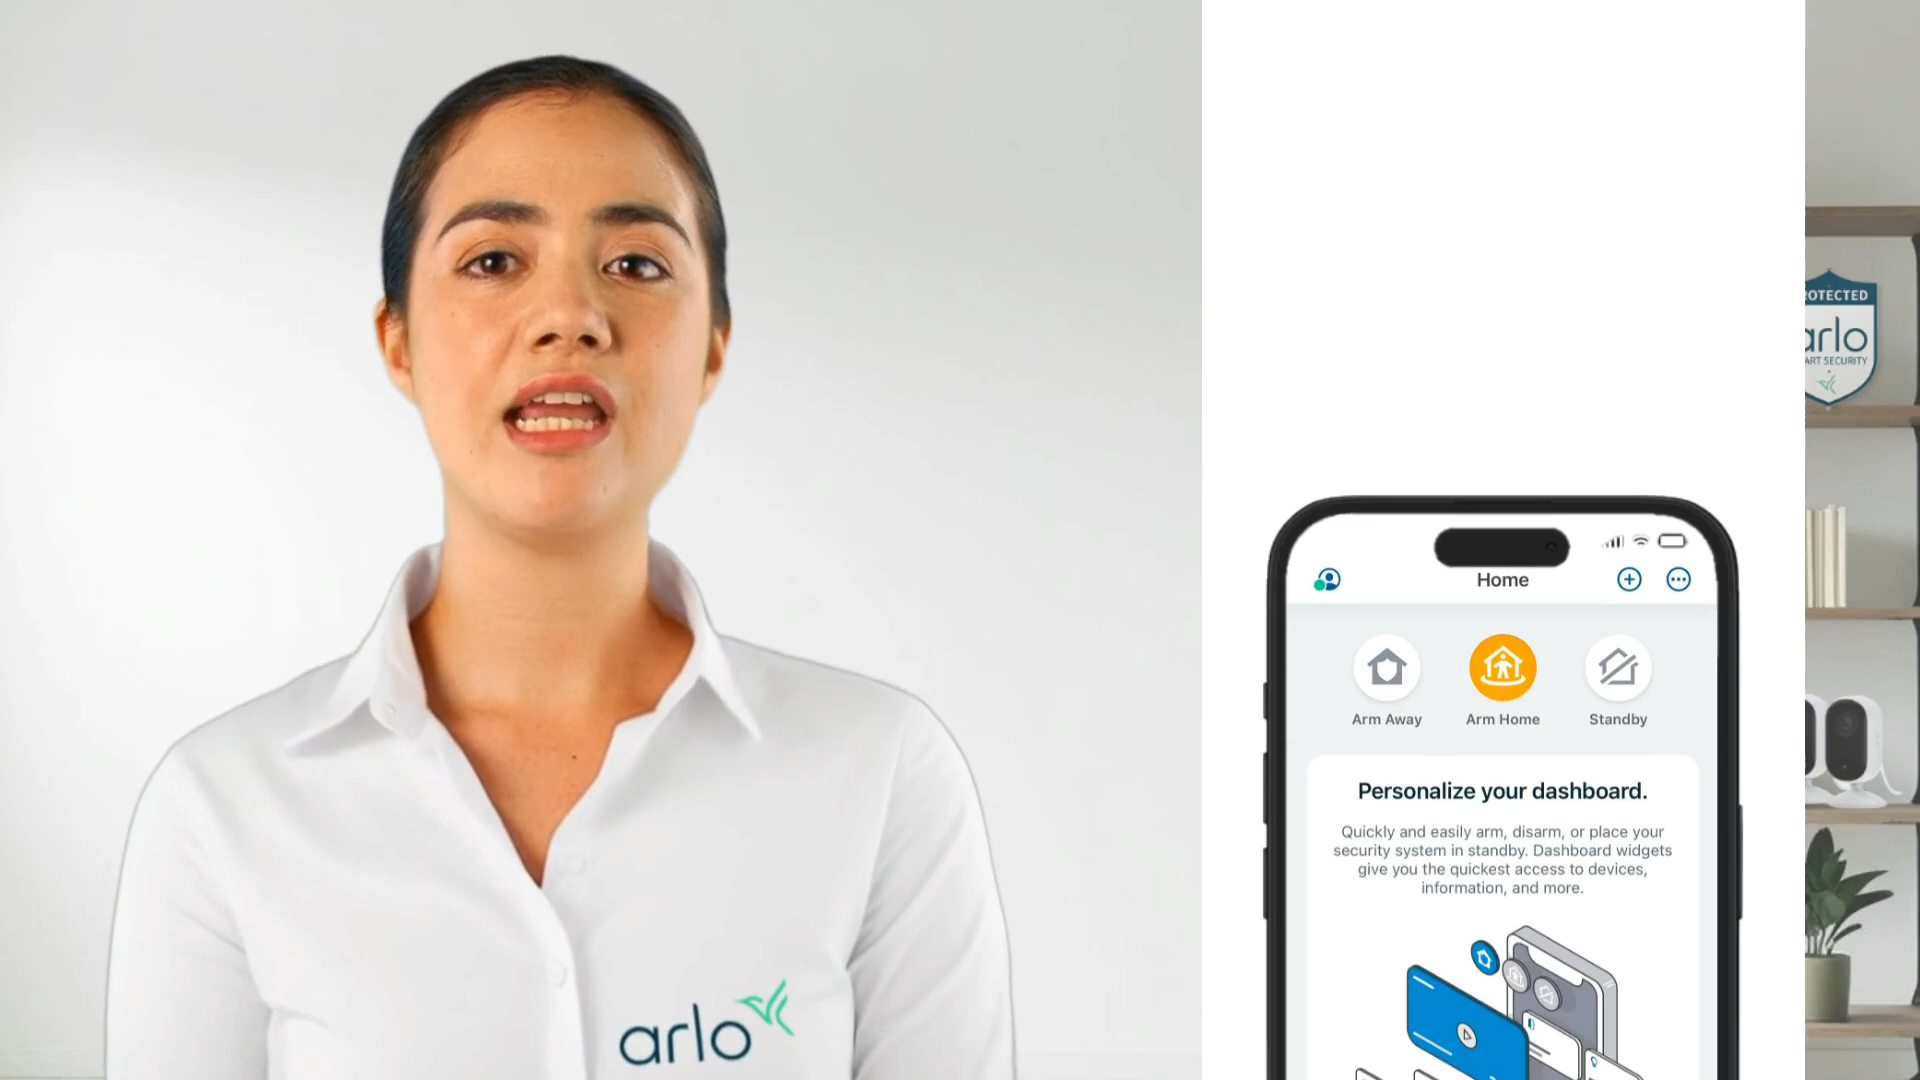 arlo
Home
Arm Away
Arm Home
Standby
Personalize your dashboard.
Quickly and easily arm, disarm, or place your
security system in standby. Dashboard widgets
give you the quickest access to devices,
information, and more.
OTECTED
arlo
ART SECURITY